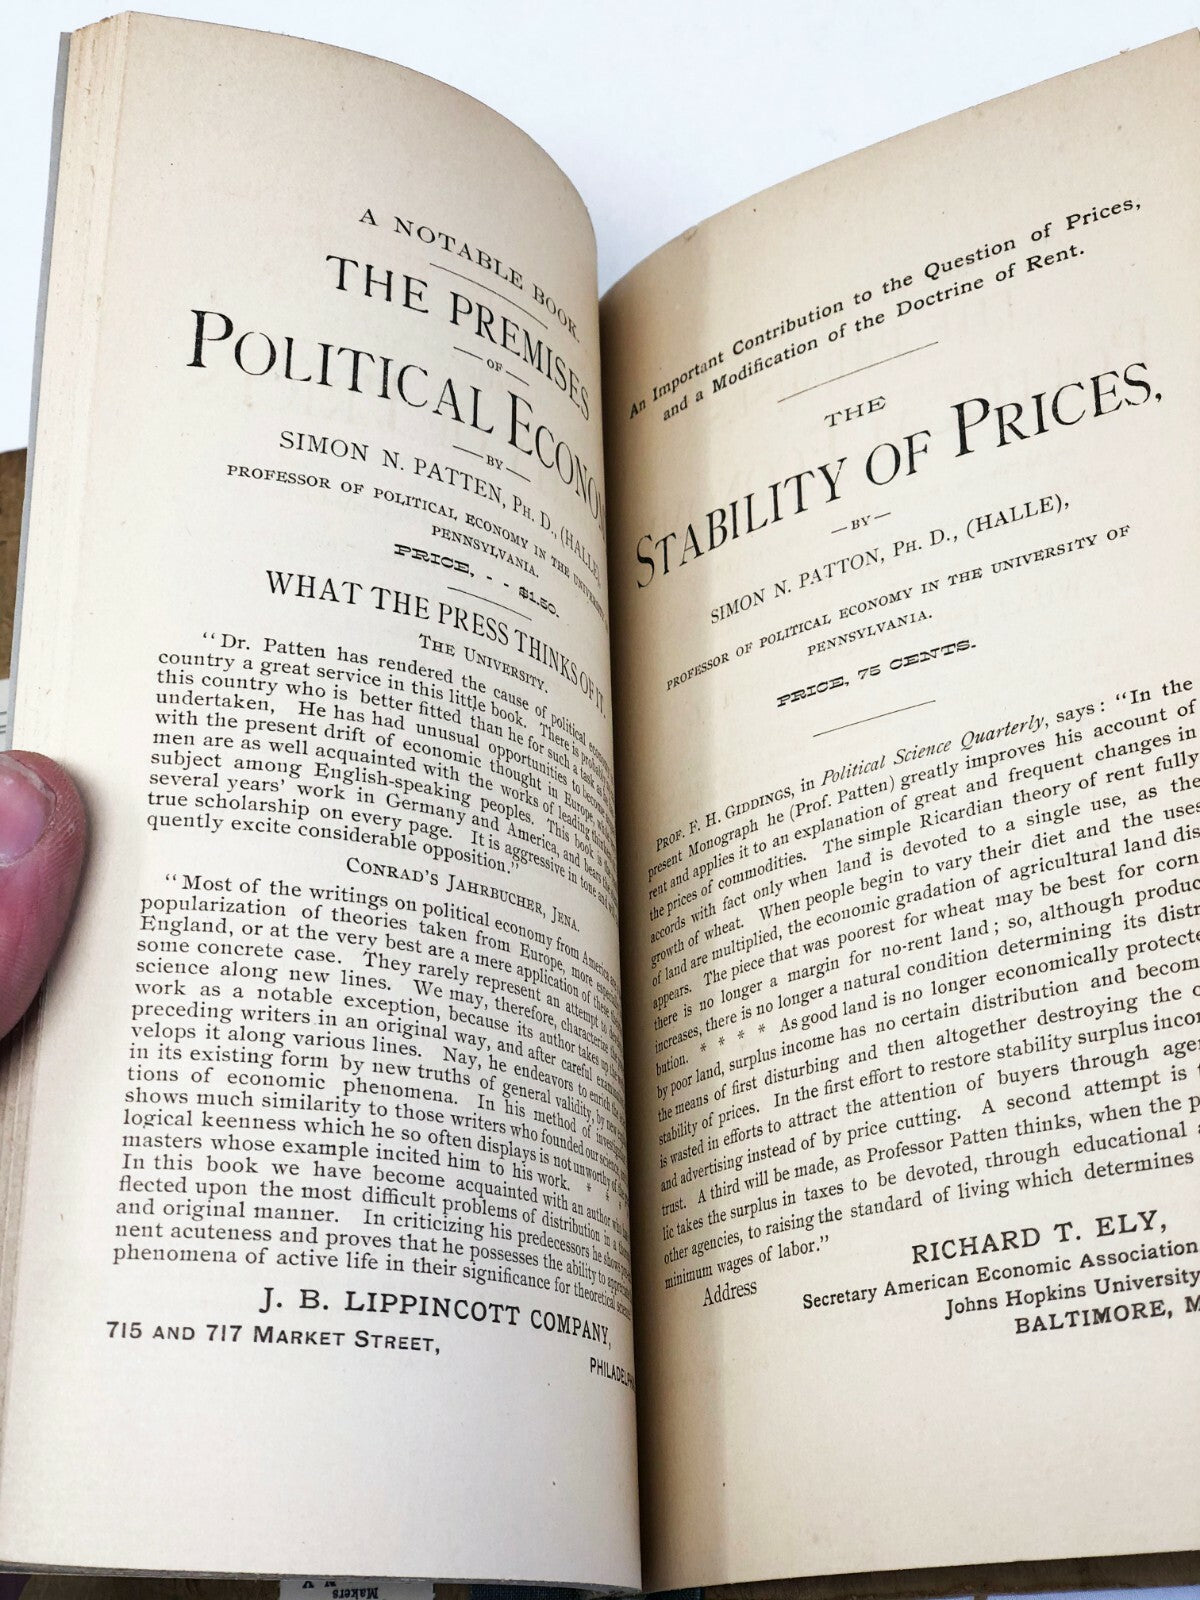 A NOTABLE BOOK.
THE PREMISES
—OF—
POLITICAL ECONO
—BY—
SIMON N. PATTEN, PH. D., (HALLE
PROFESSOR OF POLITICAL ECONOMY IN THE UNIVERSITY
PENNSYLVANIA.
PRICE, - - $1.50.
WHAT THE PRESS THINKS OF IT.
THE UNIVERSITY.
"Dr. Patten has rendered the cause of political
country a great service in this little book. There is
this country who is better fitted than he for such a task
undertaken, He has had unusual opportunities to become
with the present drift of economic thought in Europe,
men are as well acquainted with the works of leading
subject among English-speaking peoples. This book is
several years' work in Germany and America, and
true scholarship on every page. It is aggressive in tone and
quently excite considerable opposition."
CONRAD'S JAHRBUCHER, JENA.
"Most of the writings on political economy from America
popularization of theories taken from Europe, more
England, or at the very best are a mere application of these
some concrete case. They rarely represent an attempt to
science along new lines. We may, therefore, characterize
work as a notable exception, because its author takes up the
preceding writers in an original way, and after careful
velops it along various lines. Nay, he endeavors to enrich the
in its existing form by new truths of general validity, by new
tions of economic phenomena. In his method of
shows much similarity to those writers who founded our
logical keenness which he so often displays is not unworthy of
masters whose example incited him to his work. * * *
In this book we have become acquainted with an author who
flected upon the most difficult problems of distribution in a
and original manner. In criticizing his predecessors he shows
nent acuteness and proves that he possesses the ability to
phenomena of active life in their significance for theoretical
J. B. LIPPINCOTT COMPANY,
715 AND 717 MARKET STREET,
PHILADELPH
An Important Contribution to the Question of Prices,
and a Modification of the Doctrine of Rent.
THE
STABILITY OF PRICES,
—BY—
SIMON N. PATTON, PH. D., (HALLE),
PROFESSOR OF POLITICAL ECONOMY IN THE UNIVERSITY OF
PENNSYLVANIA.
PRICE, 75 CENTS.
PROF. F. H. GIDDINGS, in Political Science Quarterly, says: "In the
present Monograph he (Prof. Patten) greatly improves his account of
rent and applies it to an explanation of great and frequent changes in
the prices of commodities. The simple Ricardian theory of rent fully
accords with fact only when land is devoted to a single use, as the
growth of wheat. When people begin to vary their diet and the uses
of land are multiplied, the economic gradation of agricultural land dis
appears. The piece that was poorest for wheat may be best for corn
there is no longer a margin for no-rent land; so, although produc
increases, there is no longer a natural condition determining its distr
bution. * * * * As good land is no longer economically protecte
by poor land, surplus income has no certain distribution and becom
the means of first disturbing and then altogether destroying the
stability of prices. In the first effort to restore stability surplus incom
is wasted in efforts to attract the attention of buyers through age
and advertising instead of by price cutting. A second attempt is
trust. A third will be made, as Professor Patten thinks, when the p
lic takes the surplus in taxes to be devoted, through educational
other agencies, to raising the standard of living which determines
minimum wages of labor."
Address
RICHARD T. ELY,
Secretary American Economic Association
Johns Hopkins University
BALTIMORE, M
Makers
N Y